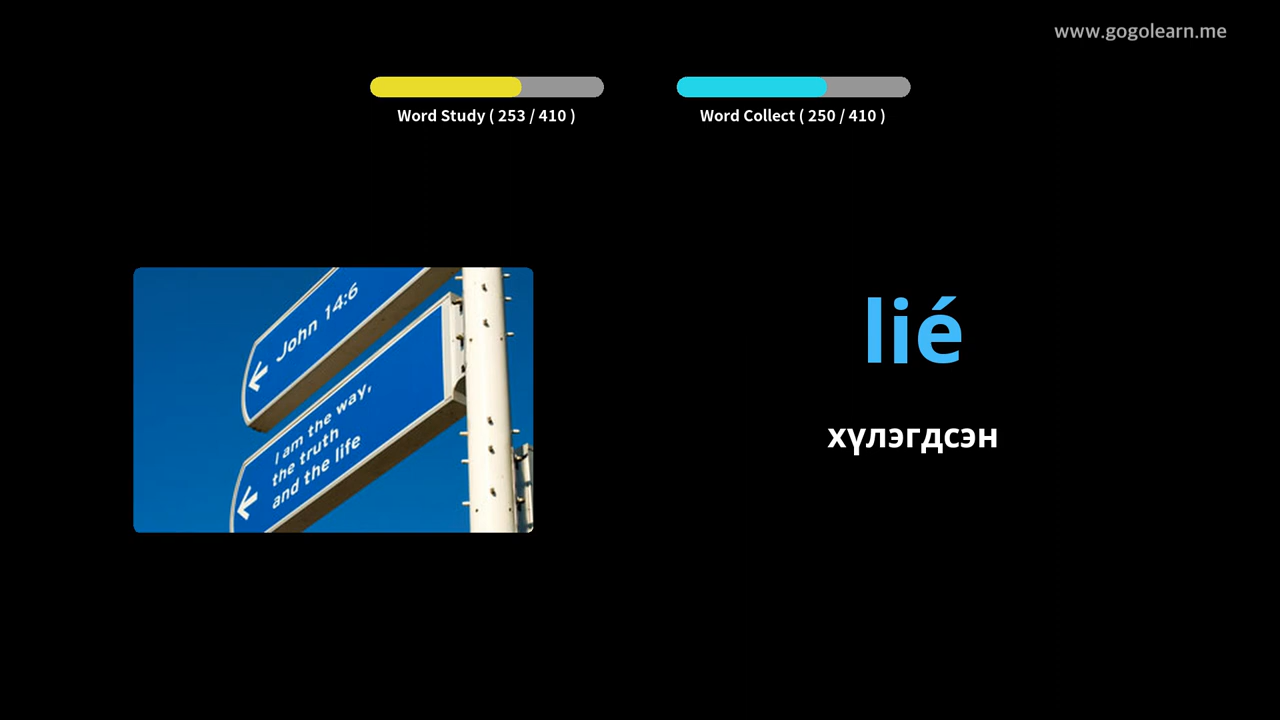 www.gogolearn.me
Word Study ( 253 / 410 )
Word Collect ( 250 / 410 )
John 14:6
I am the way,
the truth
and the life
lié
хүлэгдсэн